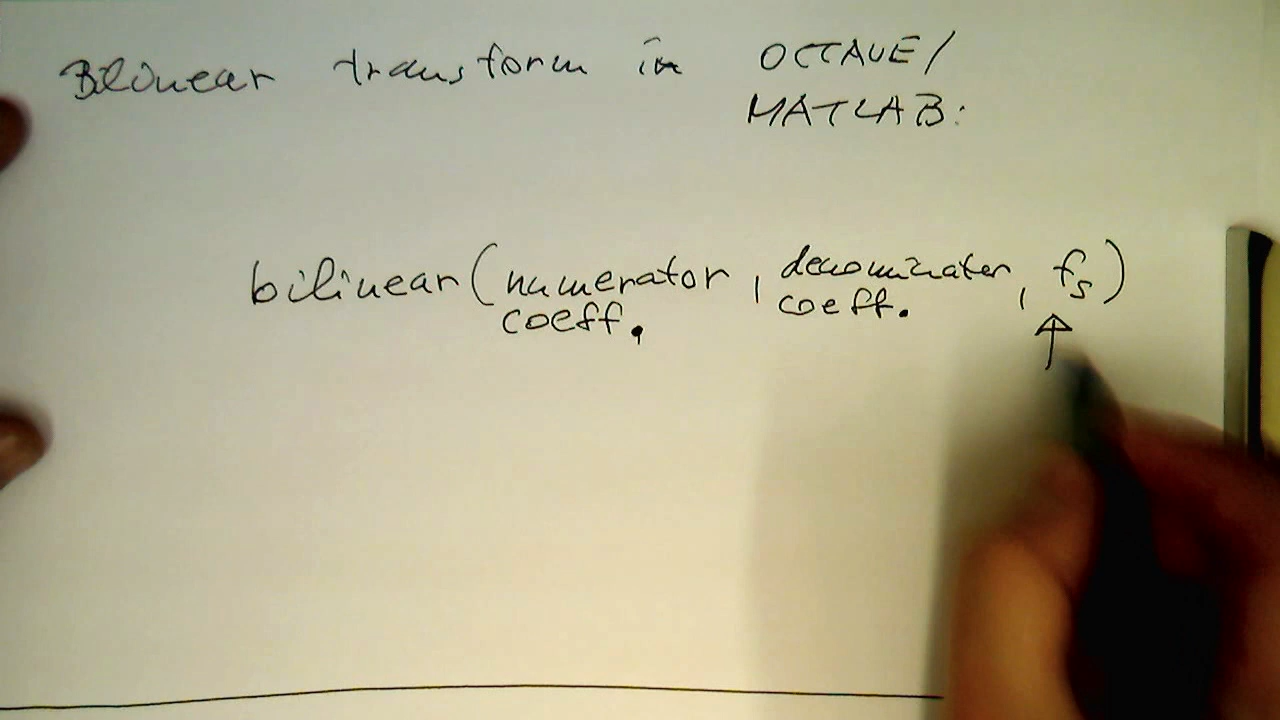 Bilinear transform in OCTAVE/
MATLAB:
bilinear(numerator, denominator, fs)
coeff. coeff.